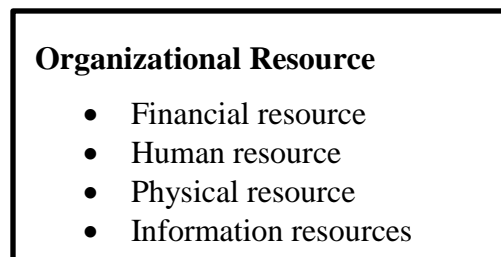 Organizational Resource
• Financial resource
• Human resource
• Physical resource
• Information resources